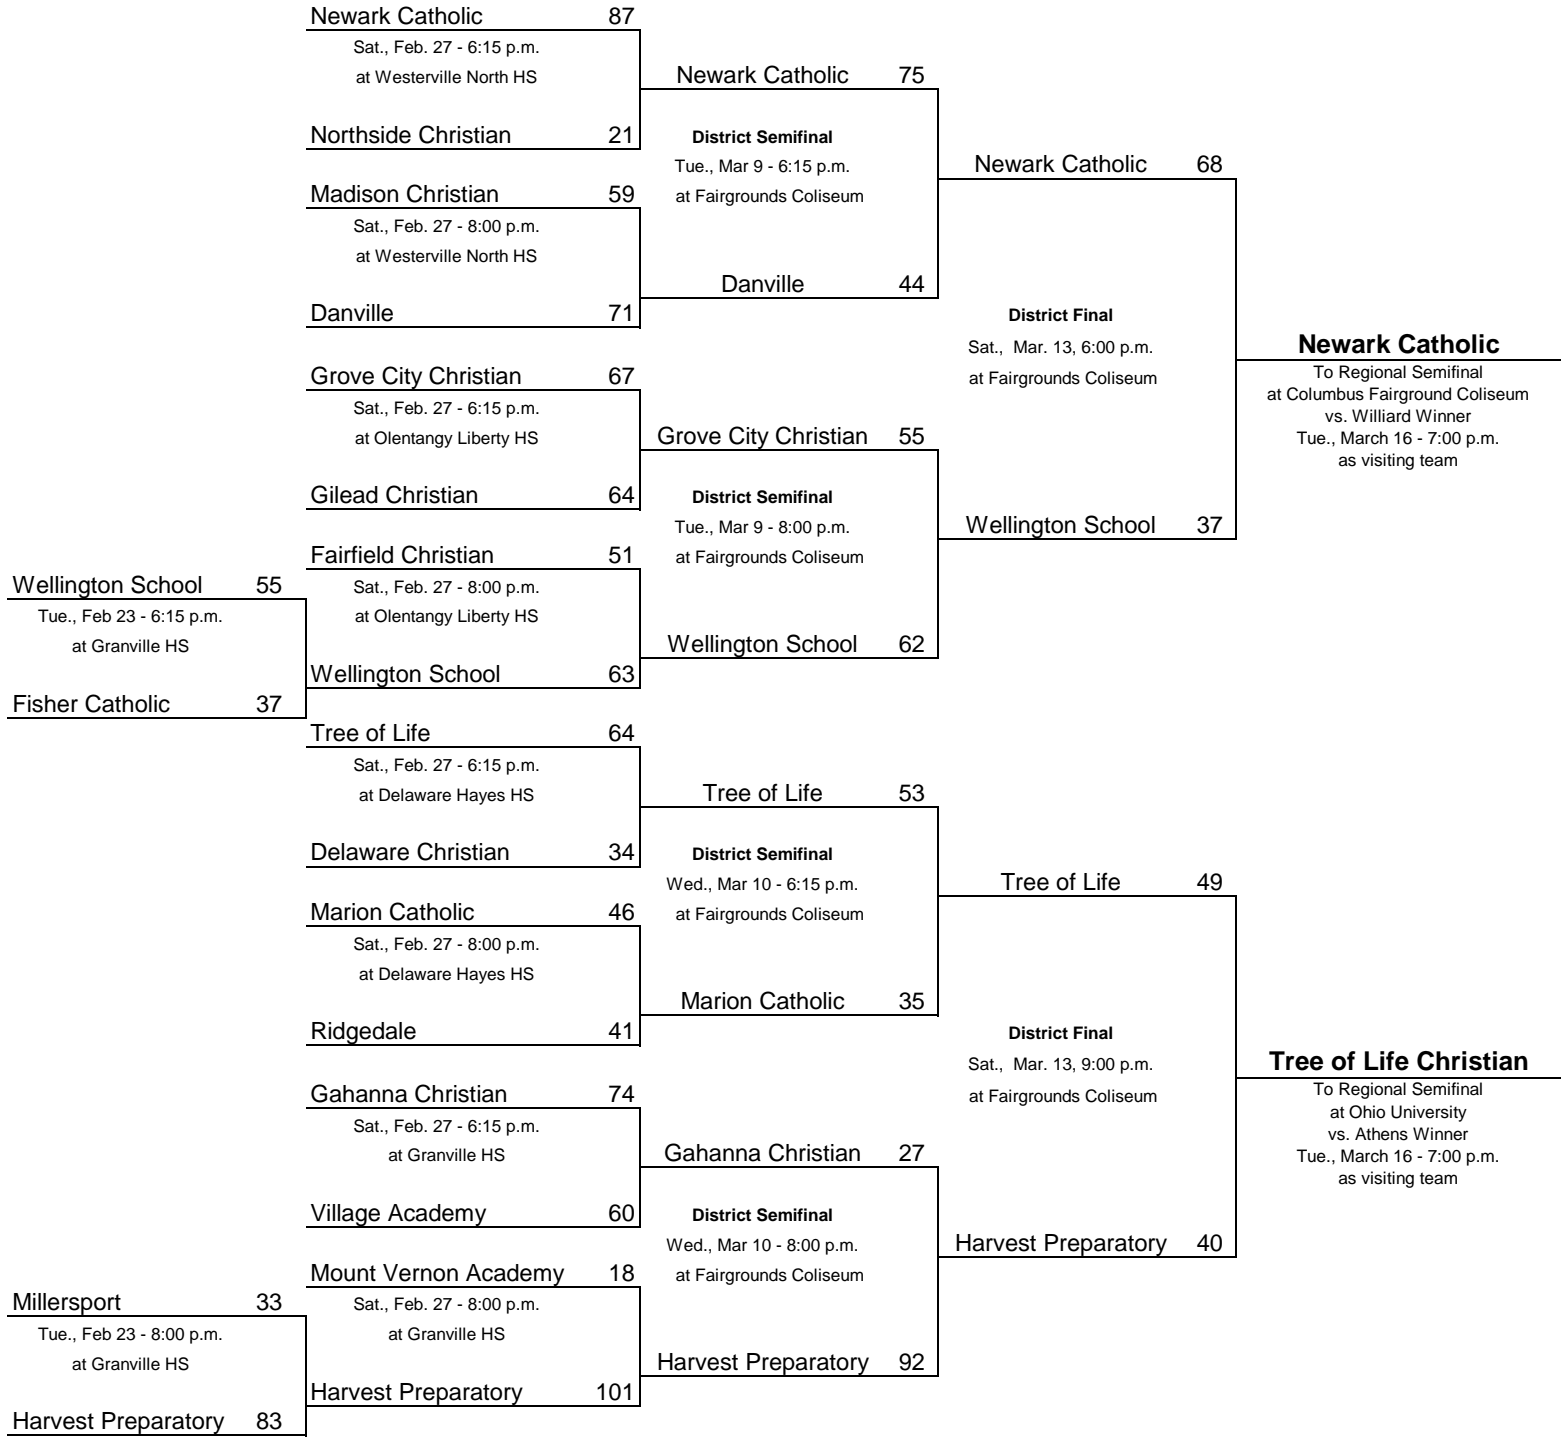 Newark Catholic 87
Sat., Feb. 27 - 6:15 p.m.
at Westerville North HS
Northside Christian 21
Madison Christian 59
Sat., Feb. 27 - 8:00 p.m.
at Westerville North HS
Danville 71
Grove City Christian 67
Sat., Feb. 27 - 6:15 p.m.
at Olentangy Liberty HS
Gilead Christian 64
Fairfield Christian 51
Sat., Feb. 27 - 8:00 p.m.
at Olentangy Liberty HS
Wellington School 63
Wellington School 55
Tue., Feb 23 - 6:15 p.m.
at Granville HS
Fisher Catholic 37
Tree of Life 64
Sat., Feb. 27 - 6:15 p.m.
at Delaware Hayes HS
Delaware Christian 34
Marion Catholic 46
Sat., Feb. 27 - 8:00 p.m.
at Delaware Hayes HS
Ridgedale 41
Gahanna Christian 74
Sat., Feb. 27 - 6:15 p.m.
at Granville HS
Village Academy 60
Mount Vernon Academy 18
Sat., Feb. 27 - 8:00 p.m.
at Granville HS
Harvest Preparatory 101
Millersport 33
Tue., Feb 23 - 8:00 p.m.
at Granville HS
Harvest Preparatory 83
Newark Catholic 75
District Semifinal
Tue., Mar 9 - 6:15 p.m.
at Fairgrounds Coliseum
Danville 44
Grove City Christian 55
District Semifinal
Tue., Mar 9 - 8:00 p.m.
at Fairgrounds Coliseum
Wellington School 62
Tree of Life 53
District Semifinal
Wed., Mar 10 - 6:15 p.m.
at Fairgrounds Coliseum
Marion Catholic 35
Gahanna Christian 27
District Semifinal
Wed., Mar 10 - 8:00 p.m.
at Fairgrounds Coliseum
Harvest Preparatory 92
Newark Catholic 68
District Final
Sat., Mar. 13, 6:00 p.m.
at Fairgrounds Coliseum
Wellington School 37
Tree of Life 49
District Final
Sat., Mar. 13, 9:00 p.m.
at Fairgrounds Coliseum
Harvest Preparatory 40
Newark Catholic
To Regional Semifinal
at Columbus Fairground Coliseum
vs. Williard Winner
Tue., March 16 - 7:00 p.m.
as visiting team
Tree of Life Christian
To Regional Semifinal
at Ohio University
vs. Athens Winner
Tue., March 16 - 7:00 p.m.
as visiting team